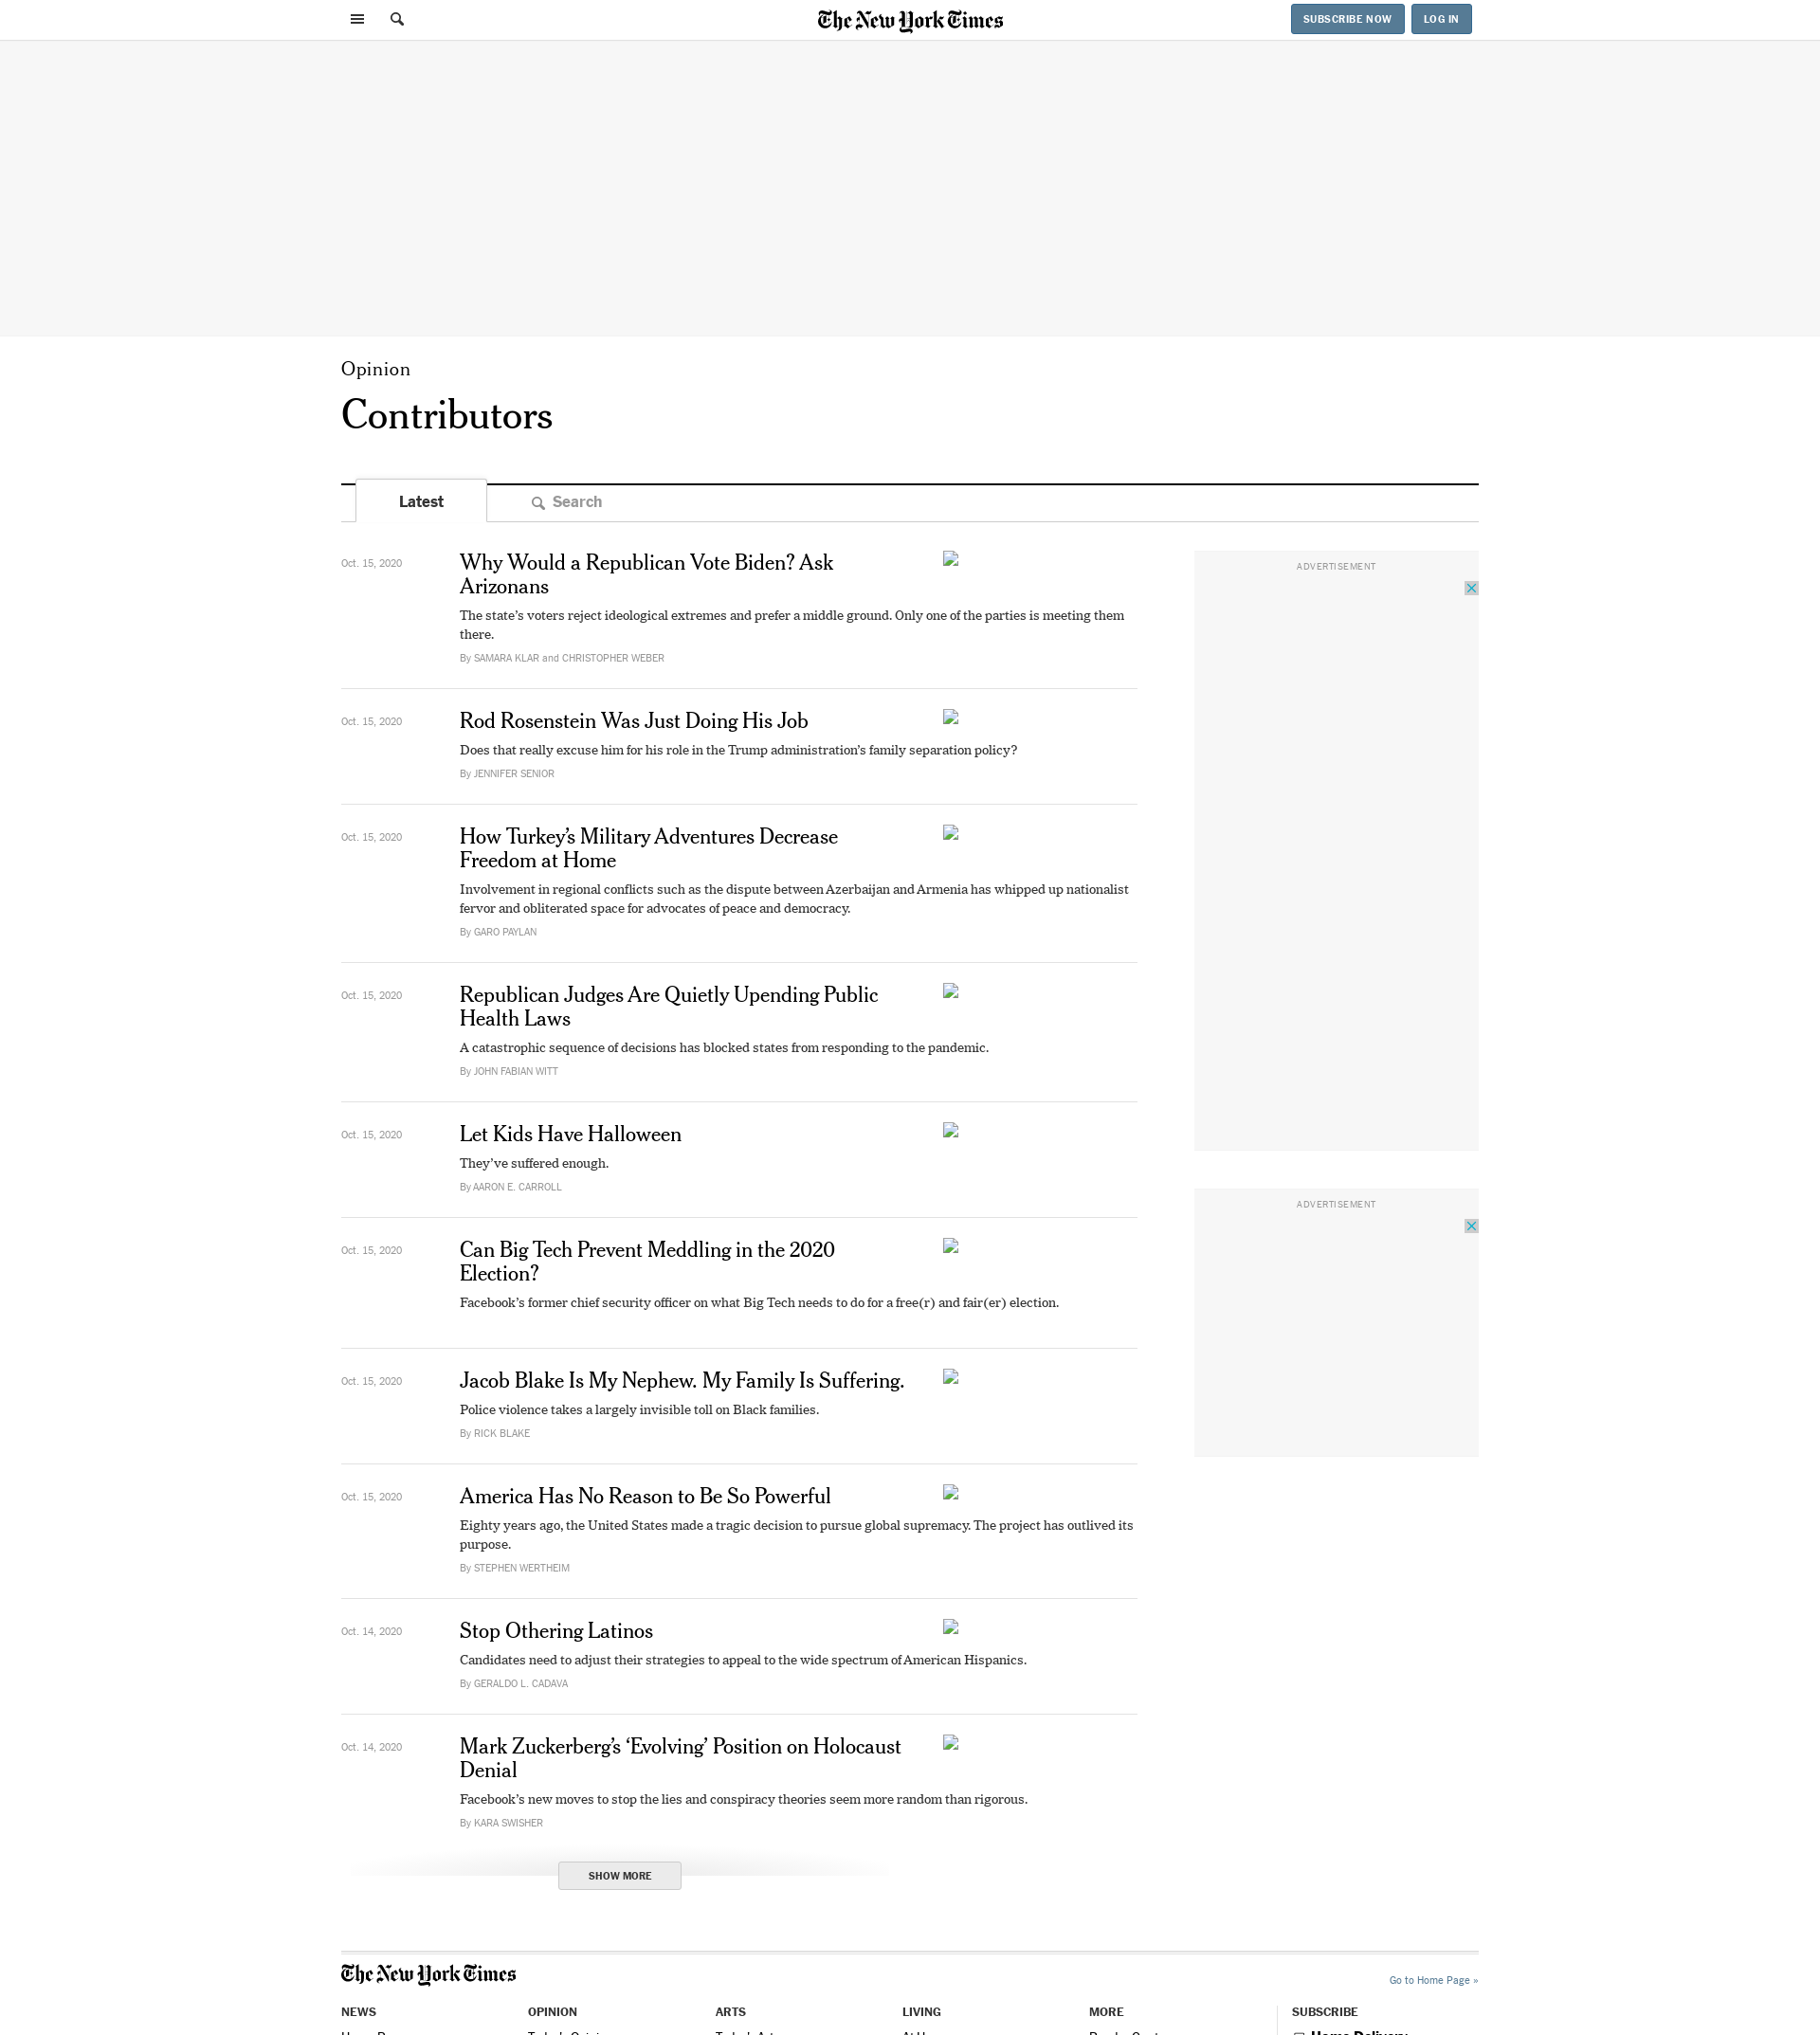 The New York Times
SUBSCRIBE NOW
LOG IN
Opinion
Contributors
Latest
Search
Oct. 15, 2020
Why Would a Republican Vote Biden? Ask
Arizonans
The state’s voters reject ideological extremes and prefer a middle ground. Only one of the parties is meeting them
there.
By SAMARA KLAR and CHRISTOPHER WEBER
Oct. 15, 2020
Rod Rosenstein Was Just Doing His Job
Does that really excuse him for his role in the Trump administration’s family separation policy?
By JENNIFER SENIOR
Oct. 15, 2020
How Turkey’s Military Adventures Decrease
Freedom at Home
Involvement in regional conflicts such as the dispute between Azerbaijan and Armenia has whipped up nationalist
fervor and obliterated space for advocates of peace and democracy.
By GARO PAYLAN
Oct. 15, 2020
Republican Judges Are Quietly Upending Public
Health Laws
A catastrophic sequence of decisions has blocked states from responding to the pandemic.
By JOHN FABIAN WITT
Oct. 15, 2020
Let Kids Have Halloween
They’ve suffered enough.
By AARON E. CARROLL
Oct. 15, 2020
Can Big Tech Prevent Meddling in the 2020
Election?
Facebook’s former chief security officer on what Big Tech needs to do for a free(r) and fair(er) election.
Oct. 15, 2020
Jacob Blake Is My Nephew. My Family Is Suffering.
Police violence takes a largely invisible toll on Black families.
By RICK BLAKE
Oct. 15, 2020
America Has No Reason to Be So Powerful
Eighty years ago, the United States made a tragic decision to pursue global supremacy. The project has outlived its
purpose.
By STEPHEN WERTHEIM
Oct. 14, 2020
Stop Othering Latinos
Candidates need to adjust their strategies to appeal to the wide spectrum of American Hispanics.
By GERALDO L. CADAVA
Oct. 14, 2020
Mark Zuckerberg’s ‘Evolving’ Position on Holocaust
Denial
Facebook’s new moves to stop the lies and conspiracy theories seem more random than rigorous.
By KARA SWISHER
SHOW MORE
ADVERTISEMENT
ADVERTISEMENT
The New York Times
Go to Home Page »
NEWS
OPINION
ARTS
LIVING
MORE
SUBSCRIBE
Home Delivery